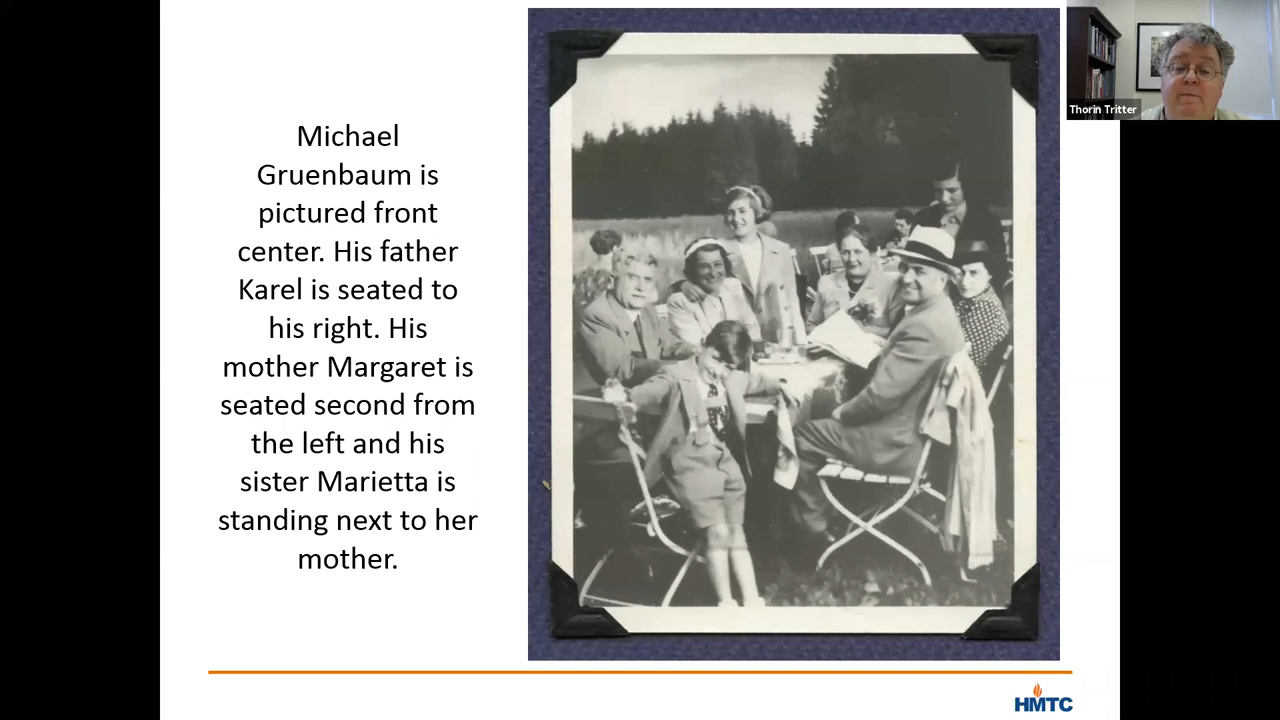 Michael
Gruenbaum is
pictured front
center. His father
Karel is seated to
his right. His
mother Margaret is
seated second from
the left and his
sister Marietta is
standing next to her
mother.
Thorin Tritter
HMTC